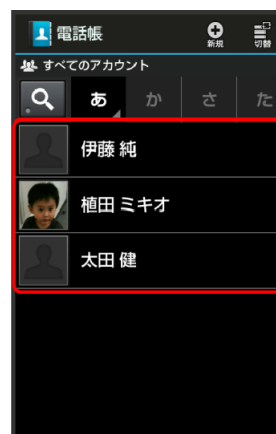 電話帳
新規
切替
すべてのアカウント
あ か さ た
伊藤 純
植田 ミキオ
太田 健